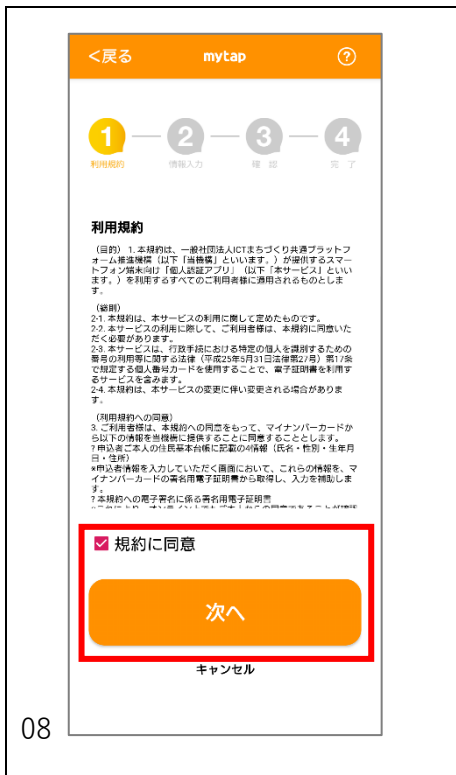 <戻る
mytap
?
1
2
3
4
利用規約
情報入力
確 認
完 了
利用規約
(目的) 1. 本規約は、一般社団法人ICTまちづくり共通プラットフ
ォーム推進機構(以下「当機構」といいます。)が提供するスマー
トフォン端末向け「個人認証アプリ」(以下「本サービス」といい
ます。)を利用するすべてのご利用者様に適用されるものとしま
す。
(総則)
2-1. 本規約は、本サービスの利用に関して定めたものです。
2-2. 本サービスの利用に際して、ご利用者様は、本規約に同意いた
だく必要があります。
2-3. 本サービスは、行政手続における特定の個人を識別するための
番号の利用等に関する法律(平成25年5月31日法律第27号)第17条
で規定する個人番号カードを使用することで、電子証明書を利用す
るサービスを含みます。
2-4. 本規約は、本サービスの変更に伴い変更される場合がありま
す。
(利用規約への同意)
3. ご利用者様は、本規約への同意をもって、マイナンバーカードか
ら以下の情報を当機構に提供することに同意することとします。
? 申込者ご本人の住民基本台帳に記載の4情報(氏名・性別・生年月
日・住所)
*申込者情報を入力していただく画面において、これらの情報を、マ
イナンバーカードの署名用電子証明書から取得し、入力を補助しま
す。
? 本規約への電子署名に係る署名用電子証明書
規約に同意
次へ
キャンセル
08